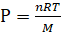 P = nRT/M